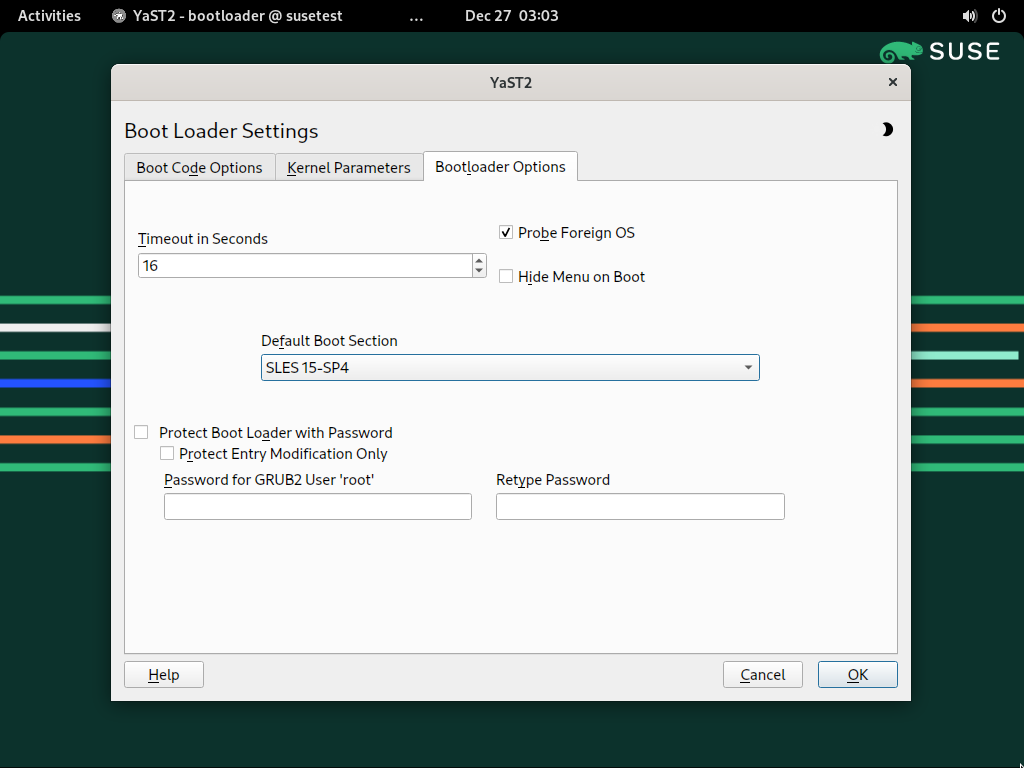 Activities YaST2 - bootloader @ susetest ... Dec 27 03:03
SUSE
YaST2
Boot Loader Settings
Boot Code Options Kernel Parameters Bootloader Options
Probe Foreign OS
Timeout in Seconds
16
Hide Menu on Boot
Default Boot Section
SLES 15-SP4
Protect Boot Loader with Password
Protect Entry Modification Only
Password for GRUB2 User 'root' Retype Password
Help Cancel OK